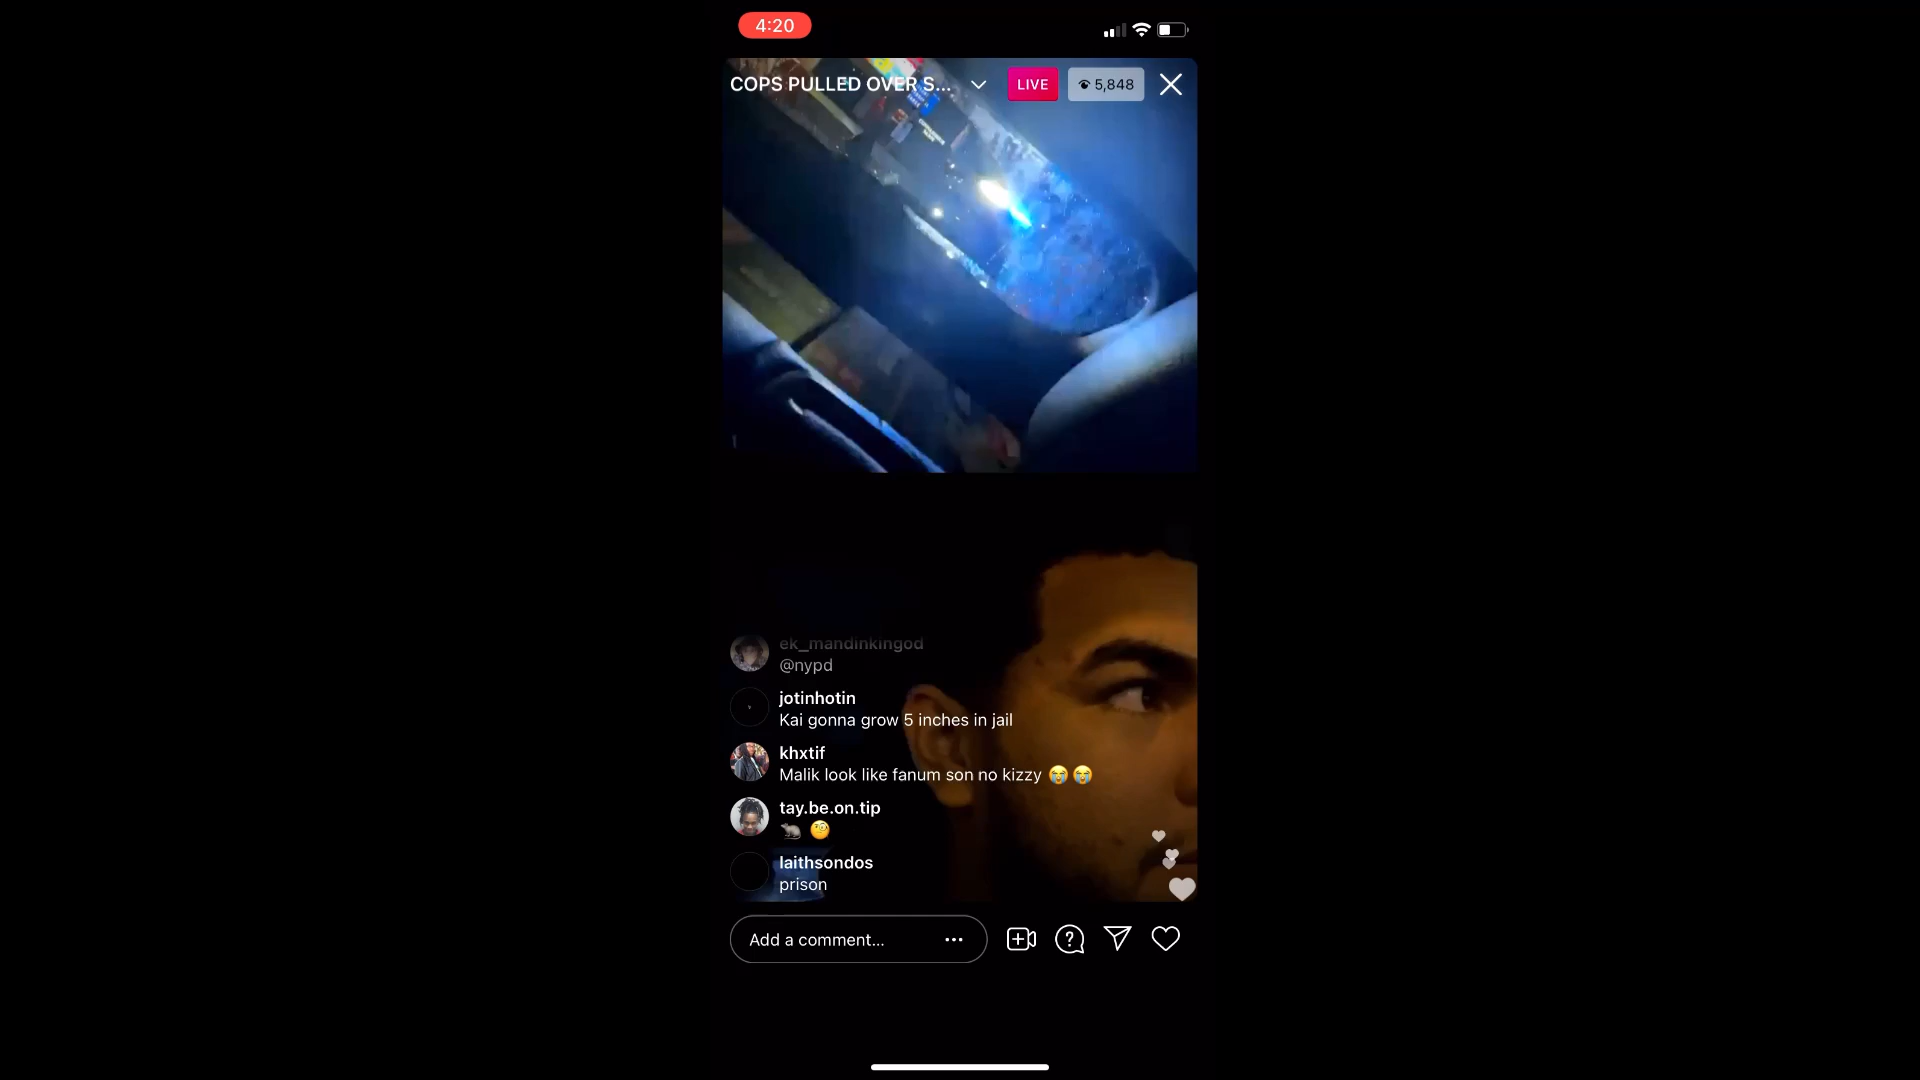 4:20
COPS PULLED OVER S...
LIVE
5,848
ek_mandinkingod
@nypd
jotinhotin
Kai gonna grow 5 inches in jail
khxtif
Malik look like fanum son no kizzy 😭😭
tay.be.on.tip
🐀 🧐
laithsondos
prison
Add a comment...